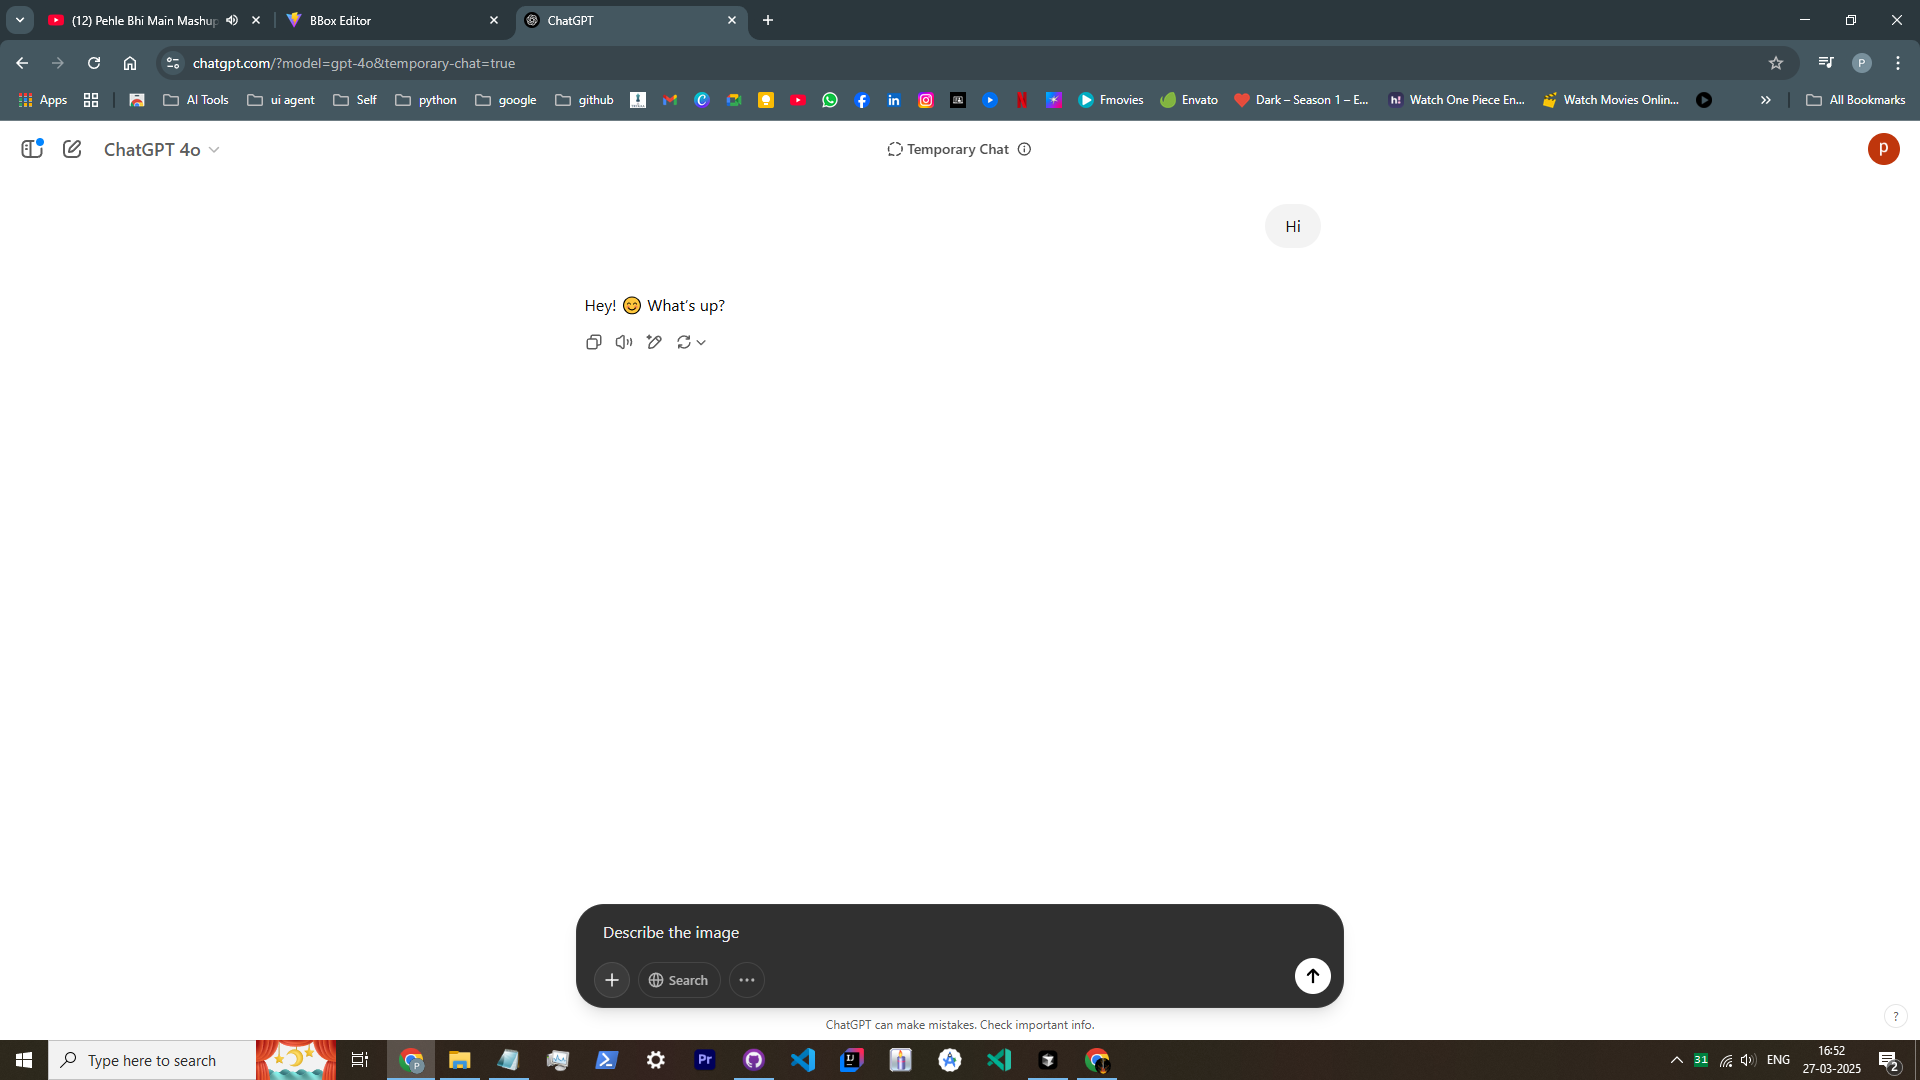 (12) Pehle Bhi Main Mashup
BBox Editor
ChatGPT
chatgpt.com/?model=gpt-4o&temporary-chat=true
P
Apps
AI Tools
ui agent
Self
python
google
github
Fmovies
Envato
Dark – Season 1 – E...
Watch One Piece En...
Watch Movies Onlin...
All Bookmarks
ChatGPT 4o
Temporary Chat
p
Hi
Hey! 😊 What's up?
Describe the image
Search
ChatGPT can make mistakes. Check important info.
?
Type here to search
P
Pr
IJ
31
ENG
16:52
27-03-2025
2